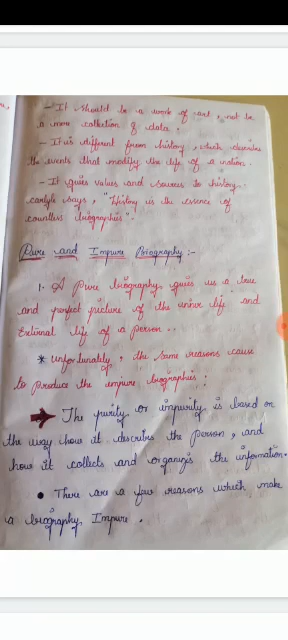 - It should be a work of art, not be
a mere collection of data.
- It is different from history, which describes
the events that modify the life of a nation.
- It gives values and sources to history.
carlyle says, "History is the essence of
countless biographies".
Pure and Impure Biography :-
1. A Pure biography gives us a true
and perfect picture of the inner life and
External life of a person..
* Unfortunately, the same reasons cause
to produce the impure biographies:
The purity or impurity is based on
the way how it describes the person, and
how it collects and organizes the information.
• There are a few reasons which make
a biography, Impure.